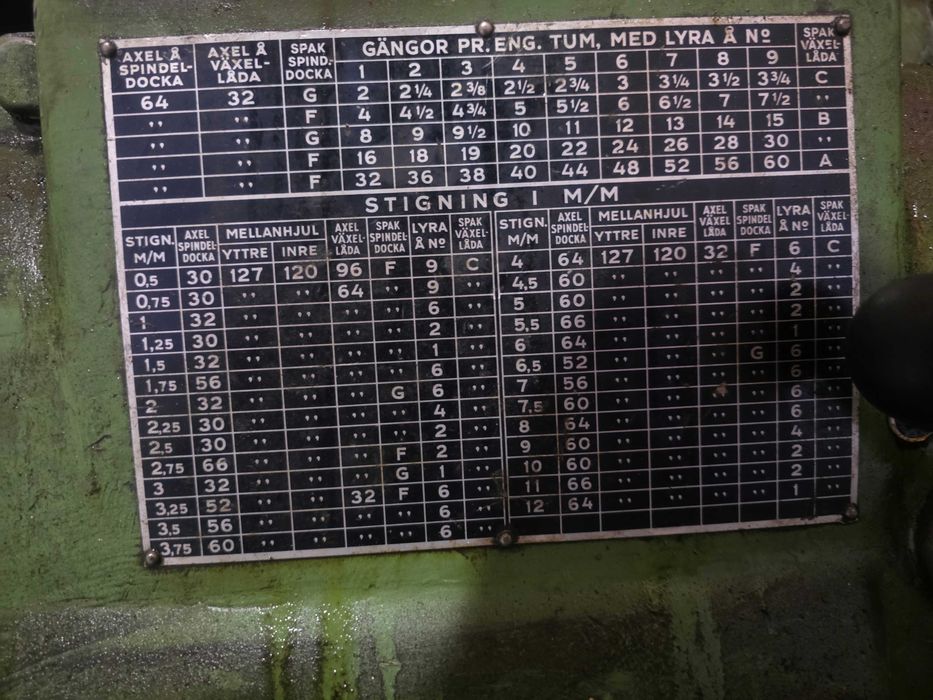 AXEL Å SPINDEL-DOCKA AXEL Å VÄXEL-LÅDA SPAK SPIND. DOCKA GÄNGOR PR. ENG. TUM, MED LYRA Å Nº SPAK VÄXEL-LÅDA
1 2 3 4 5 6 7 8 9
64 32 G 2 2 1/4 2 3/8 2 1/2 2 3/4 3 3 1/4 3 1/2 3 3/4 C
" " F 4 4 1/2 4 3/4 5 5 1/2 6 6 1/2 7 7 1/2 "
" " G 8 9 9 1/2 10 11 12 13 14 15 B
" " F 16 18 19 20 22 24 26 28 30 "
" " F 32 36 38 40 44 48 52 56 60 A
STIGNING I M/M
STIGN. M/M AXEL SPINDEL-DOCKA MELLANHJUL YTTRE INRE AXEL VÄXEL-LÅDA SPAK SPINDEL DOCKA LYRA Å Nº SPAK VÄXEL-LÅDA
0,5 30 127 120 96 F 9 C
0,75 30 " " 64 " 9 "
1 32 " " " " 6 "
1,25 30 " " " " 2 "
1,5 32 " " " " 1 "
1,75 56 " " " " 6 "
2 32 " " " G 6 "
2,25 30 " " " " 4 "
2,5 30 " " " " 2 "
2,75 66 " " " F 2 "
3 32 " " " G 1 "
3,25 52 " " 32 F 6 "
3,5 56 " " " " 6 "
3,75 60 " " " " 6 "
STIGN. M/M AXEL SPINDEL-DOCKA MELLANHJUL YTTRE INRE AXEL VÄXEL LÅDA SPAK SPINDEL DOCKA LYRA Å Nº SPAK VÄXEL-LÅDA
4 64 127 120 32 F 6 C
4,5 60 " " " " 4 "
5 60 " " " " 2 "
5,5 66 " " " " 2 "
6 64 " " " " 1 "
6,5 52 " " " G 6 "
7 56 " " " " 6 "
7,5 60 " " " " 6 "
8 64 " " " " 6 "
9 60 " " " " 4 "
10 60 " " " " 2 "
11 66 " " " " 2 "
12 64 " " " " 1 "